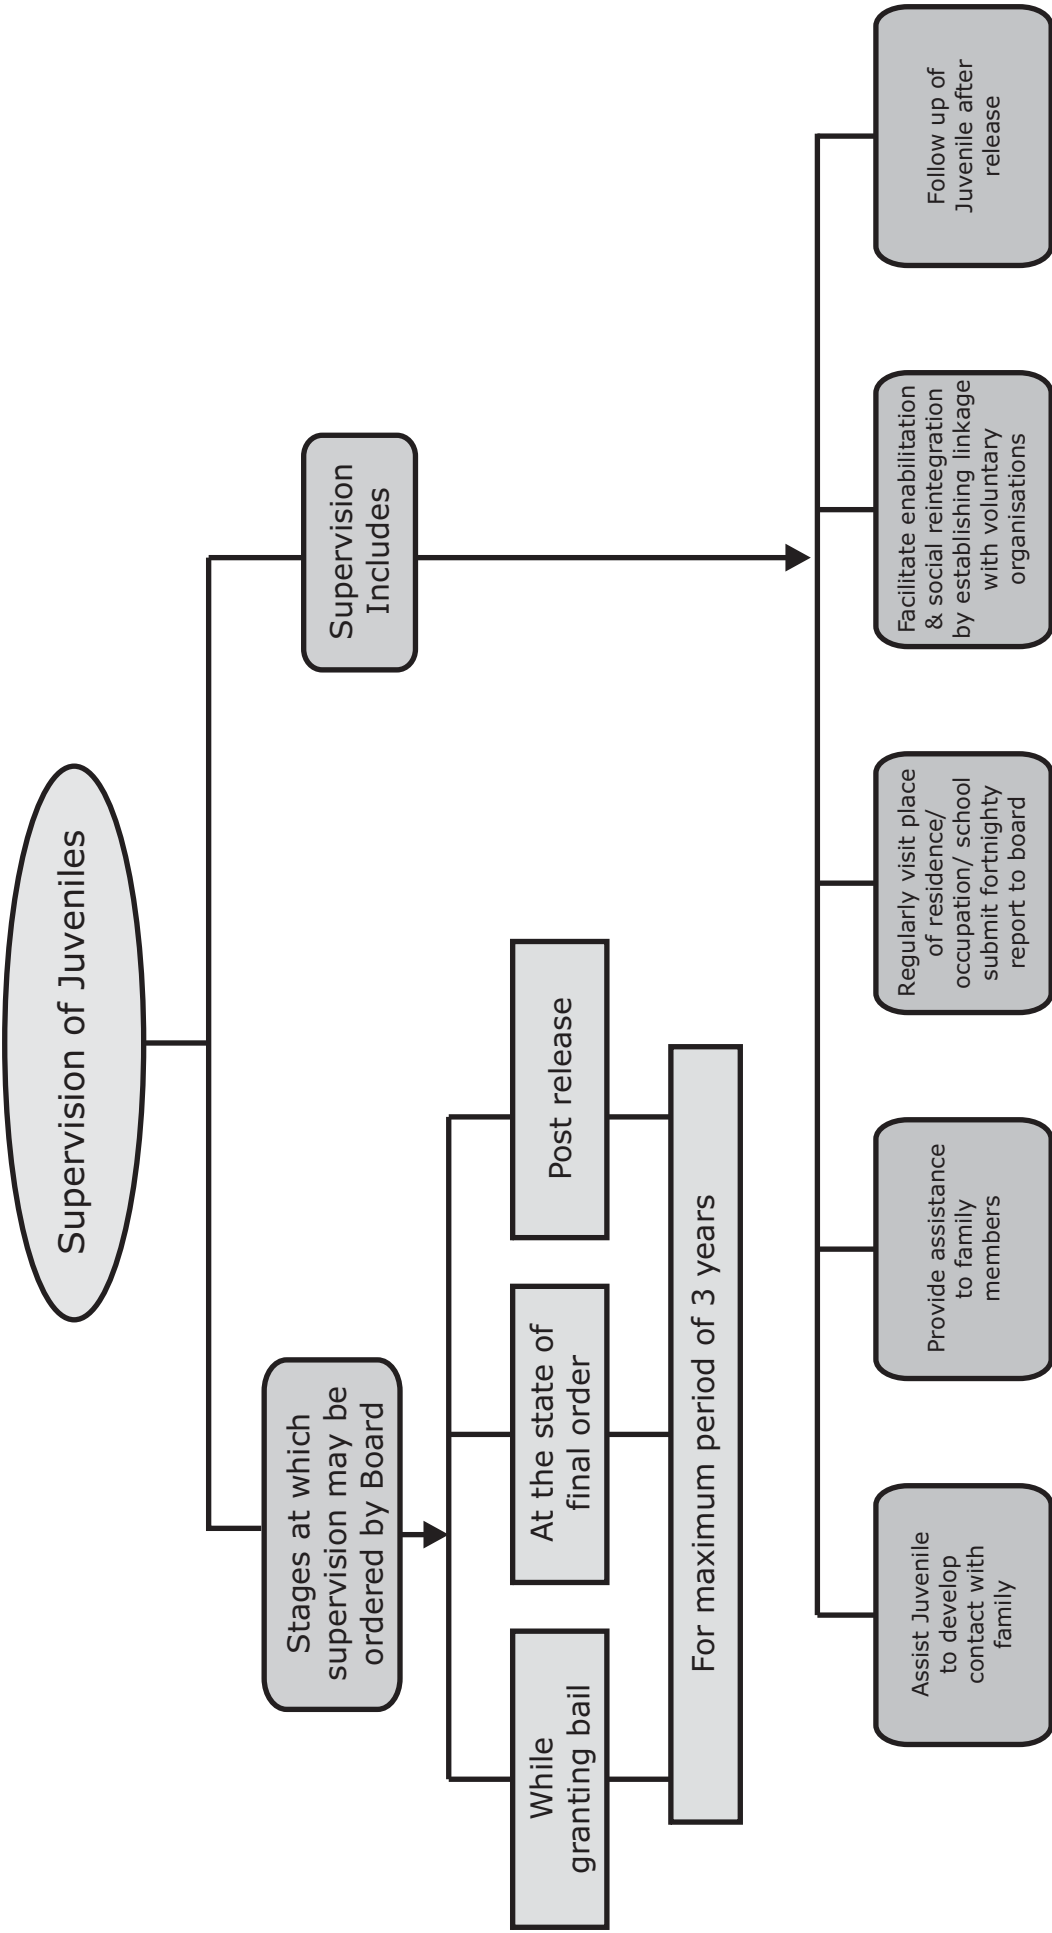 Supervision of Juveniles
Stages at which
supervision may be
ordered by Board
Supervision
Includes
While
granting bail
At the state of
final order
Post release
For maximum period of 3 years
Assist Juvenile
to develop
contact with
family
Provide assistance
to family
members
Regularly visit place
of residence/
occupation/ school
submit fortnighty
report to board
Facilitate enabilitation
& social reintegration
by establishing linkage
with voluntary
organisations
Follow up of
Juvenile after
release